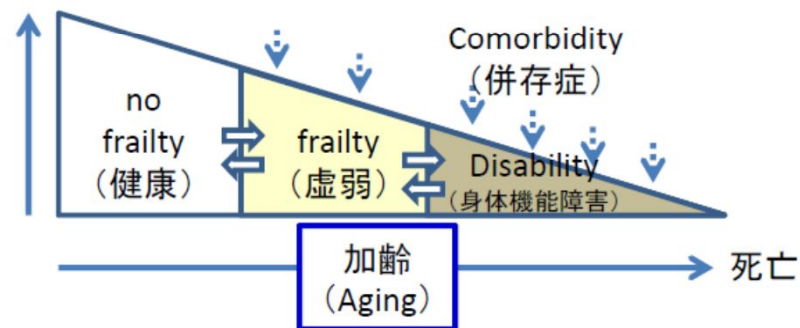 Comorbidity
（併存症）
no
frailty
（健康）
frailty
（虚弱）
Disability
（身体機能障害）
加齢
（Aging）
死亡